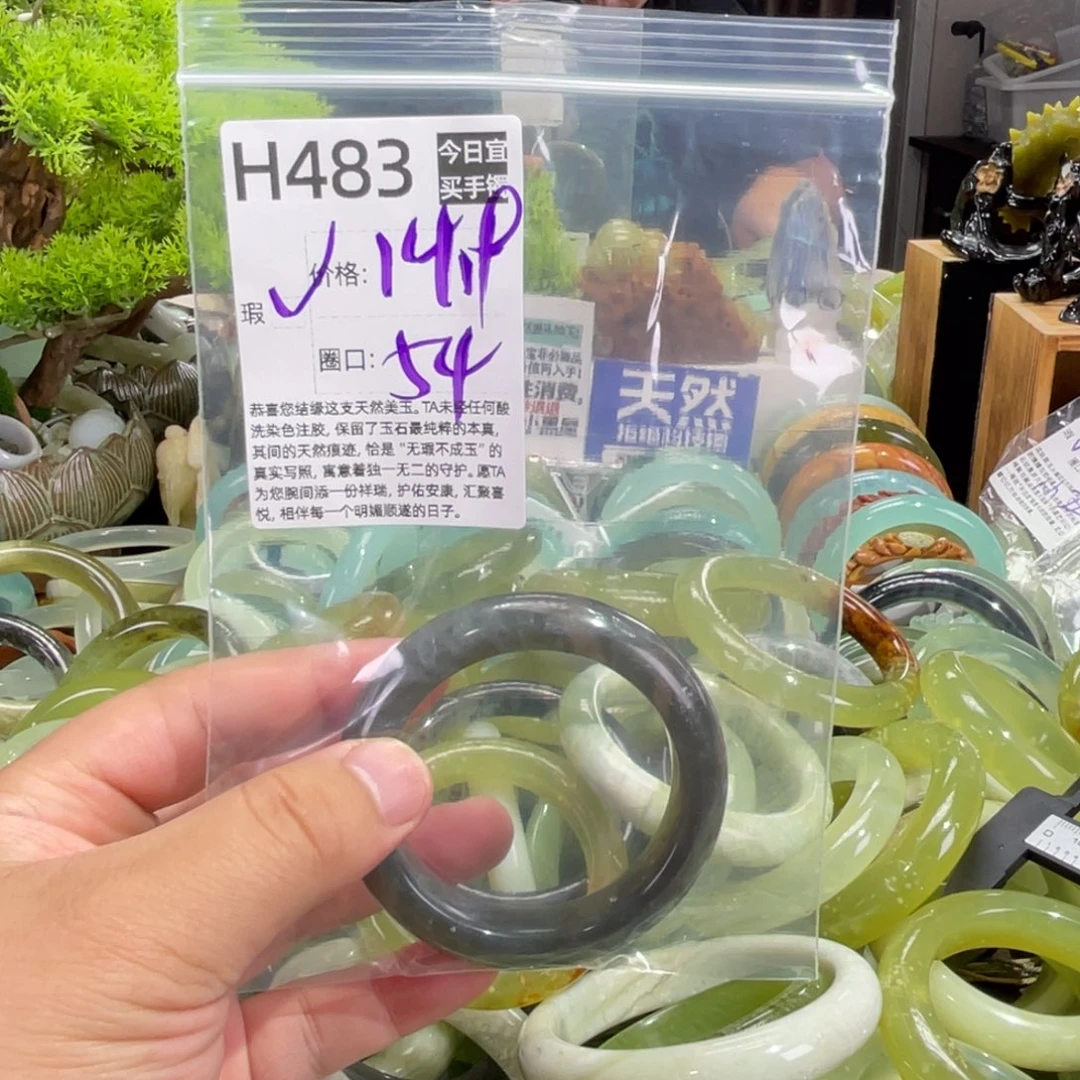 H483
今日宜
买手镯
瑕 ✓
价格: 149
圈口: 54
恭喜您结缘这支天然美玉。TA未经任何酸
洗染色注胶, 保留了玉石最纯粹的本真,
其间的天然痕迹, 恰是“无瑕不成玉”的
真实写照, 寓意着独一无二的守护。愿TA
为您腕间添一份祥瑞, 护佑安康, 汇聚喜
悦, 相伴每一个明媚顺遂的日子。
消费,
天然